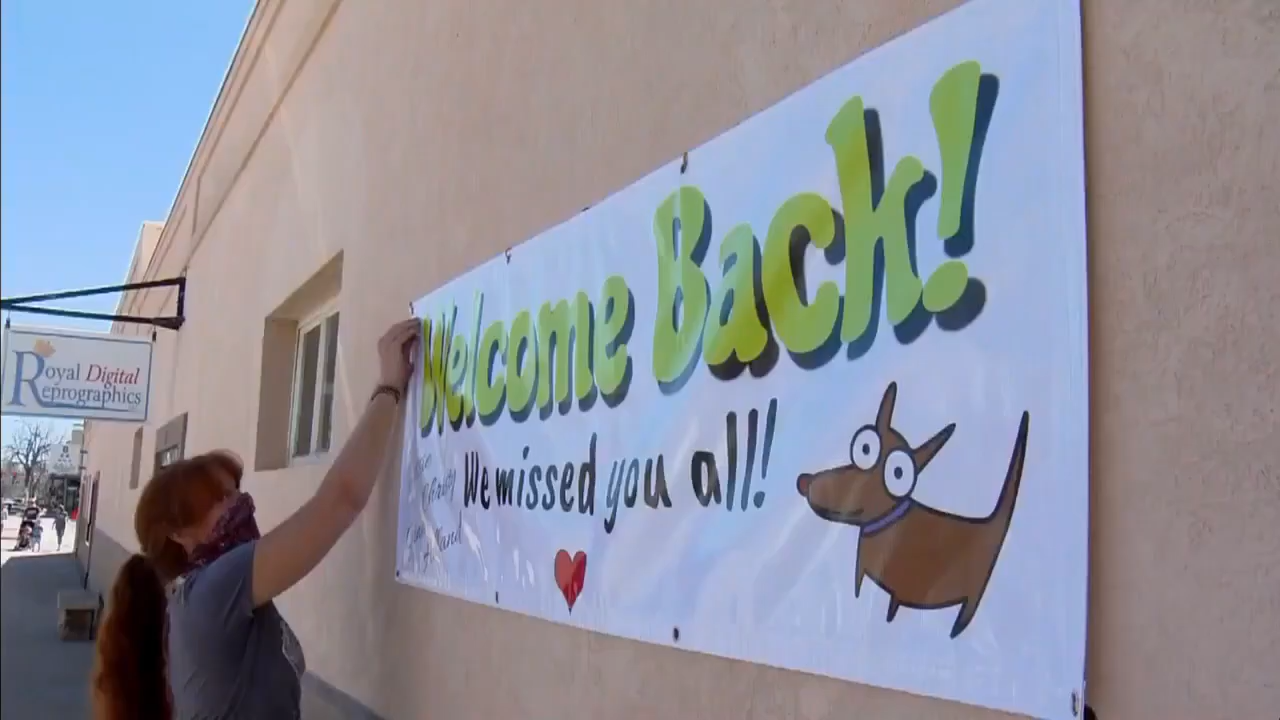 Royal Digital
Reprographics
Welcome Back!
We missed you all!